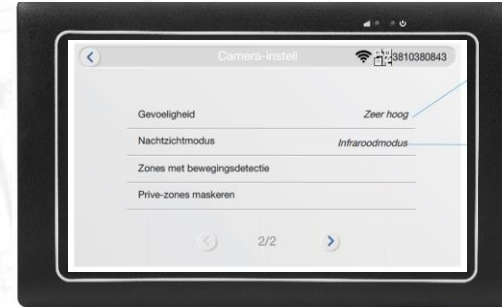 Camera-instell
3810380843
Gevoeligheid Zeer hoog
Nachtzichtmodus Infraroodmodus
Zones met bewegingsdetectie
Prive-zones maskeren
2/2